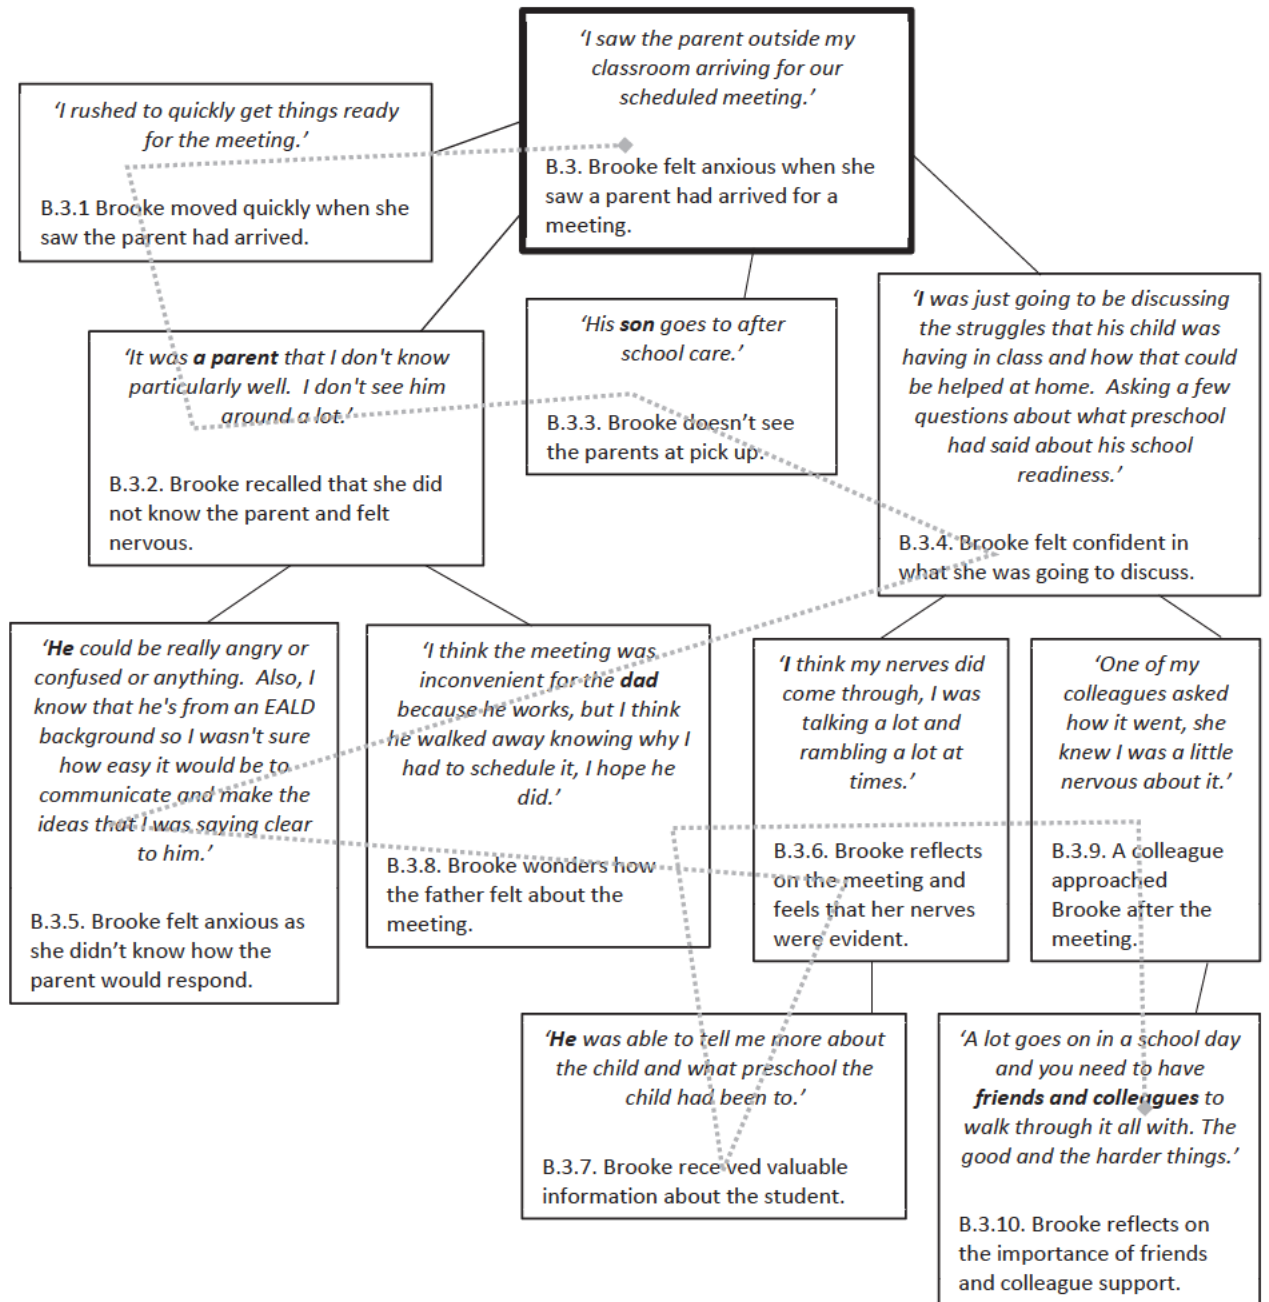 ‘I saw the parent outside my
classroom arriving for our
scheduled meeting.’
B.3. Brooke felt anxious when she
saw a parent had arrived for a
meeting.
‘I rushed to quickly get things ready
for the meeting.’
B.3.1 Brooke moved quickly when she
saw the parent had arrived.
‘It was a parent that I don't know
particularly well.  I don't see him
around a lot.’
B.3.2. Brooke recalled that she did
not know the parent and felt
nervous.
‘His son goes to after
school care.’
B.3.3. Brooke doesn’t see
the parents at pick up.
‘I was just going to be discussing
the struggles that his child was
having in class and how that could
be helped at home.  Asking a few
questions about what preschool
had said about his school
readiness.’
B.3.4. Brooke felt confident in
what she was going to discuss.
‘He could be really angry or
confused or anything.  Also, I
know that he's from an EALD
background so I wasn't sure
how easy it would be to
communicate and make the
ideas that I was saying clear
to him.’
B.3.5. Brooke felt anxious as
she didn’t know how the
parent would respond.
‘I think the meeting was
inconvenient for the dad
because he works, but I think
he walked away knowing why I
had to schedule it, I hope he
did.’
B.3.8. Brooke wonders how
the father felt about the
meeting.
‘I think my nerves did
come through, I was
talking a lot and
rambling a lot at
times.’
B.3.6. Brooke reflects
on the meeting and
feels that her nerves
were evident.
‘One of my
colleagues asked
how it went, she
knew I was a little
nervous about it.’
B.3.9. A colleague
approached
Brooke after the
meeting.
‘He was able to tell me more about
the child and what preschool the
child had been to.’
B.3.7. Brooke received valuable
information about the student.
‘A lot goes on in a school day
and you need to have
friends and colleagues to
walk through it all with. The
good and the harder things.’
B.3.10. Brooke reflects on
the importance of friends
and colleague support.